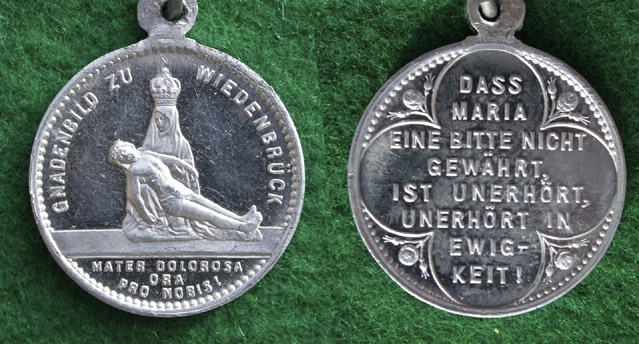 GNADENBILD ZU WIEDENBRÜCK
MATER DOLOROSA
ORA
PRO NOBIS!
DASS
MARIA
EINE BITTE NICHT
GEWÄHRT,
IST UNERHÖRT,
UNERHÖRT IN
EWIG-
KEIT!